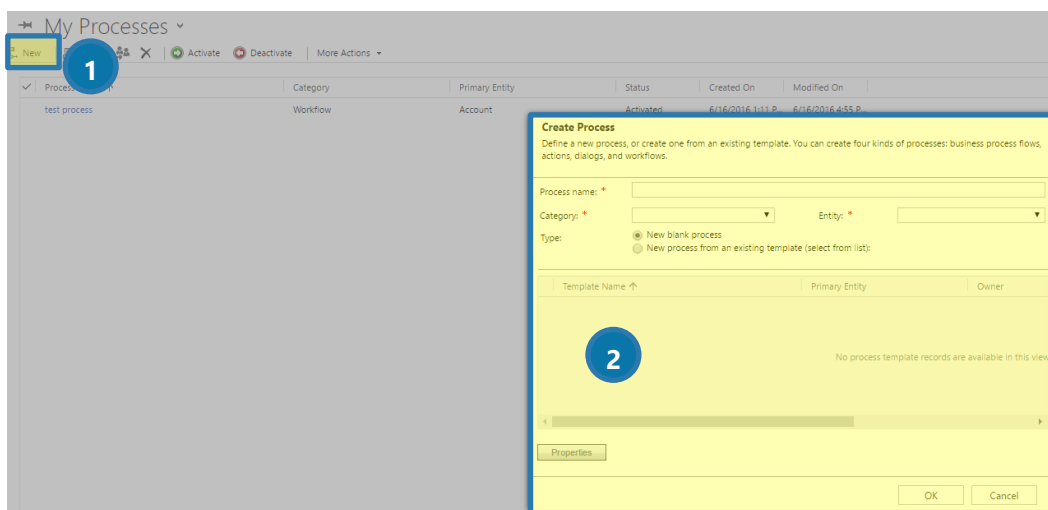 My Processes
New
Activate
Deactivate
More Actions
1
Process
Category
Primary Entity
Status
Created On
Modified On
test process
Workflow
Account
Activated
6/16/2016 1:11 P...
6/16/2016 4:55 P...
Create Process
Define a new process, or create one from an existing template. You can create four kinds of processes: business process flows,
actions, dialogs, and workflows.
Process name: *
Category: *
Entity: *
Type:
New blank process
New process from an existing template (select from list):
Template Name
Primary Entity
Owner
2
No process template records are available in this view
Properties
OK
Cancel